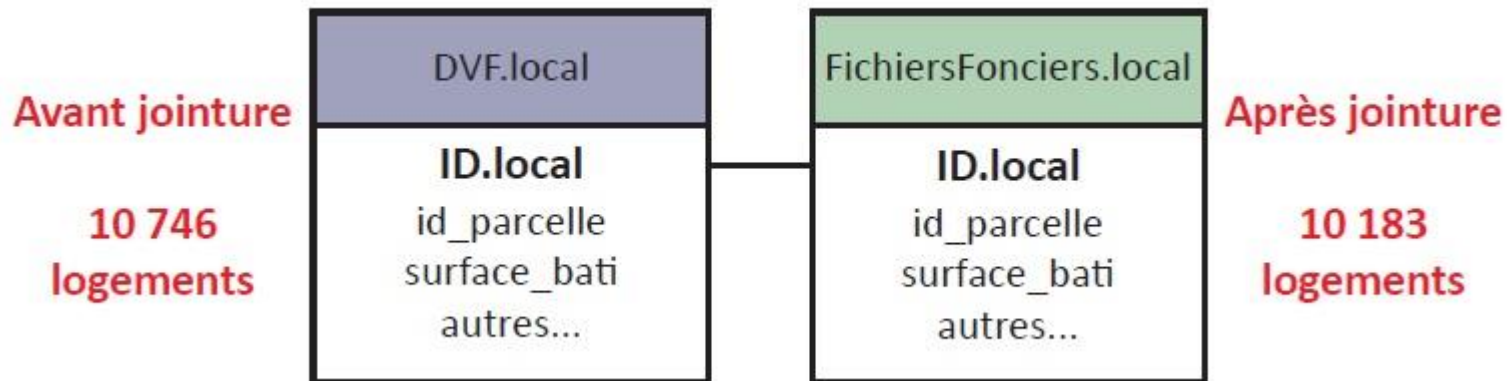 Avant jointure
10 746
logements
DVF.local
ID.local
id_parcelle
surface_bati
autres...
FichiersFonciers.local
ID.local
id_parcelle
surface_bati
autres...
Après jointure
10 183
logements